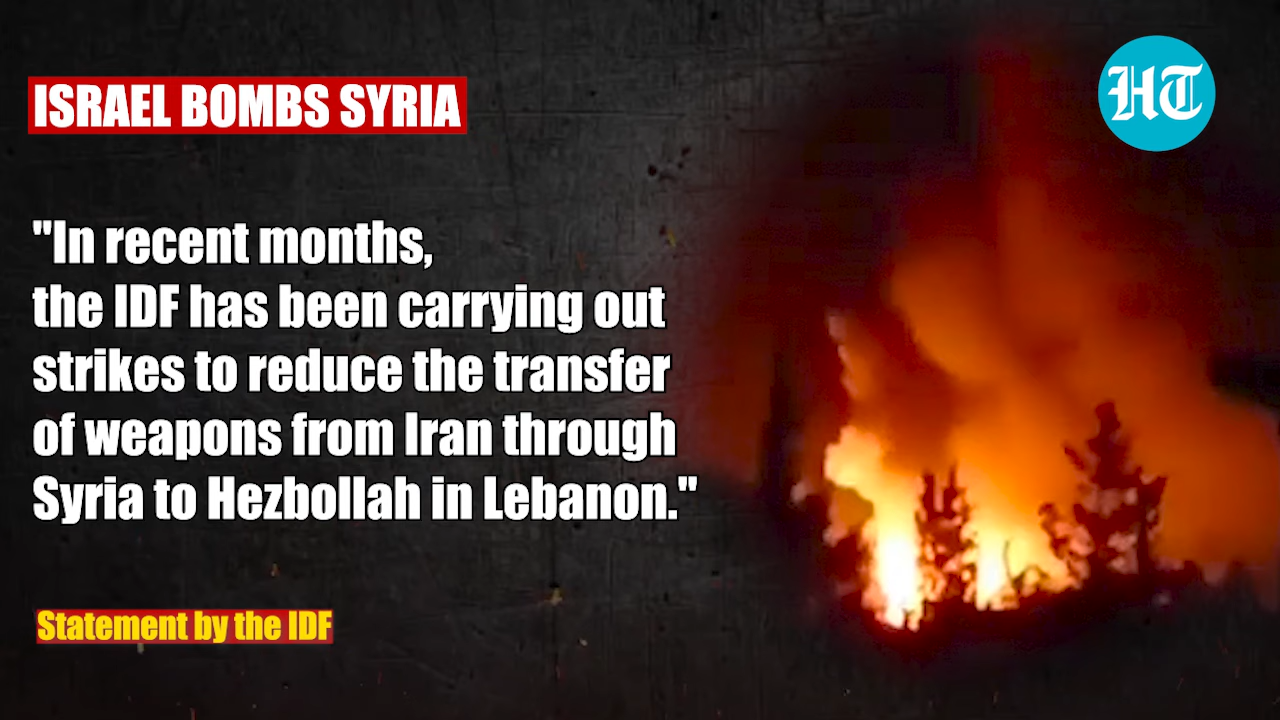 ISRAEL BOMBS SYRIA
HT
"In recent months,
the IDF has been carrying out
strikes to reduce the transfer
of weapons from Iran through
Syria to Hezbollah in Lebanon."
Statement by the IDF